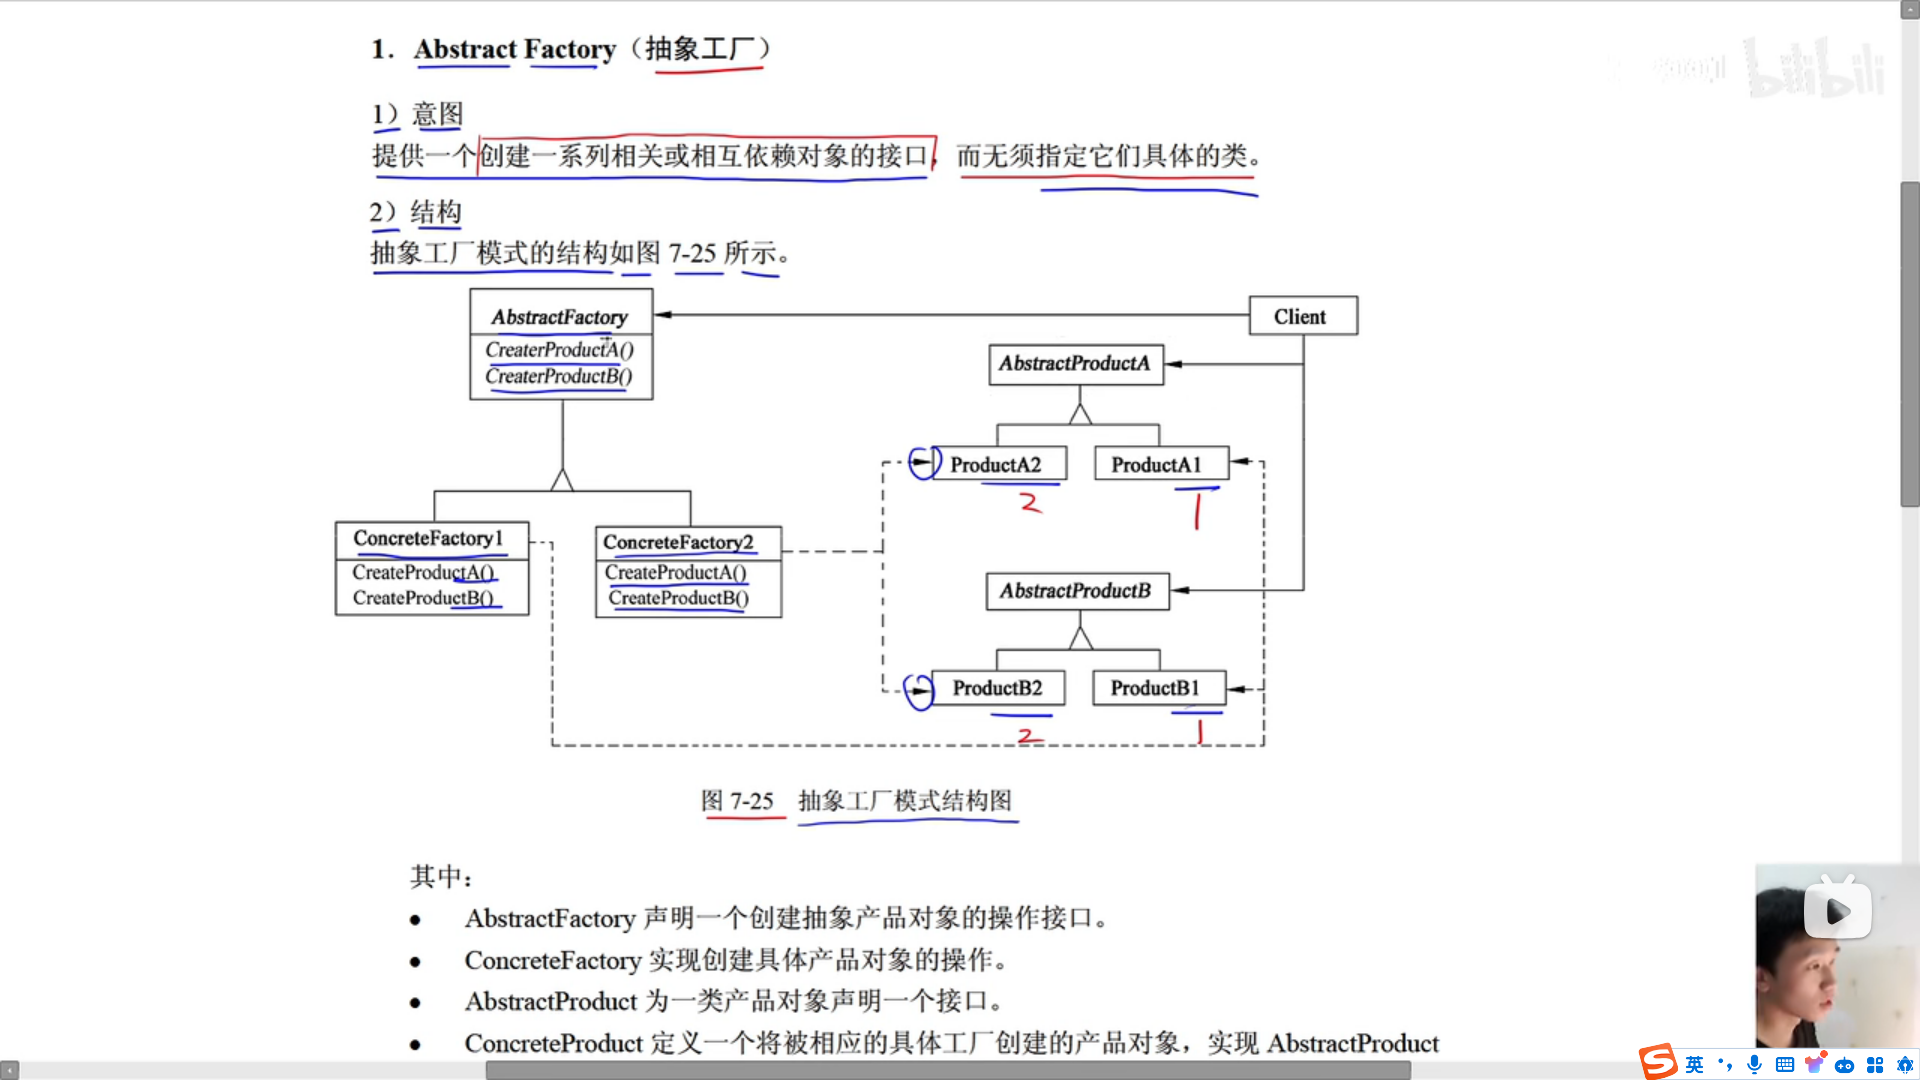 1. Abstract Factory（抽象工厂）
bilibili
1）意图
提供一个创建一系列相关或相互依赖对象的接口，而无须指定它们具体的类。
2）结构
抽象工厂模式的结构如图 7-25 所示。
AbstractFactory
CreaterProductA()
CreaterProductB()
Client
AbstractProductA
ProductA2
ProductA1
2
1
ConcreteFactory1
CreateProductA()
CreateProductB()
ConcreteFactory2
CreateProductA()
CreateProductB()
AbstractProductB
ProductB2
ProductB1
2
1
图 7-25 抽象工厂模式结构图
其中：
● AbstractFactory 声明一个创建抽象产品对象的操作接口。
● ConcreteFactory 实现创建具体产品对象的操作。
● AbstractProduct 为一类产品对象声明一个接口。
● ConcreteProduct 定义一个将被相应的具体工厂创建的产品对象，实现 AbstractProduct
S 英